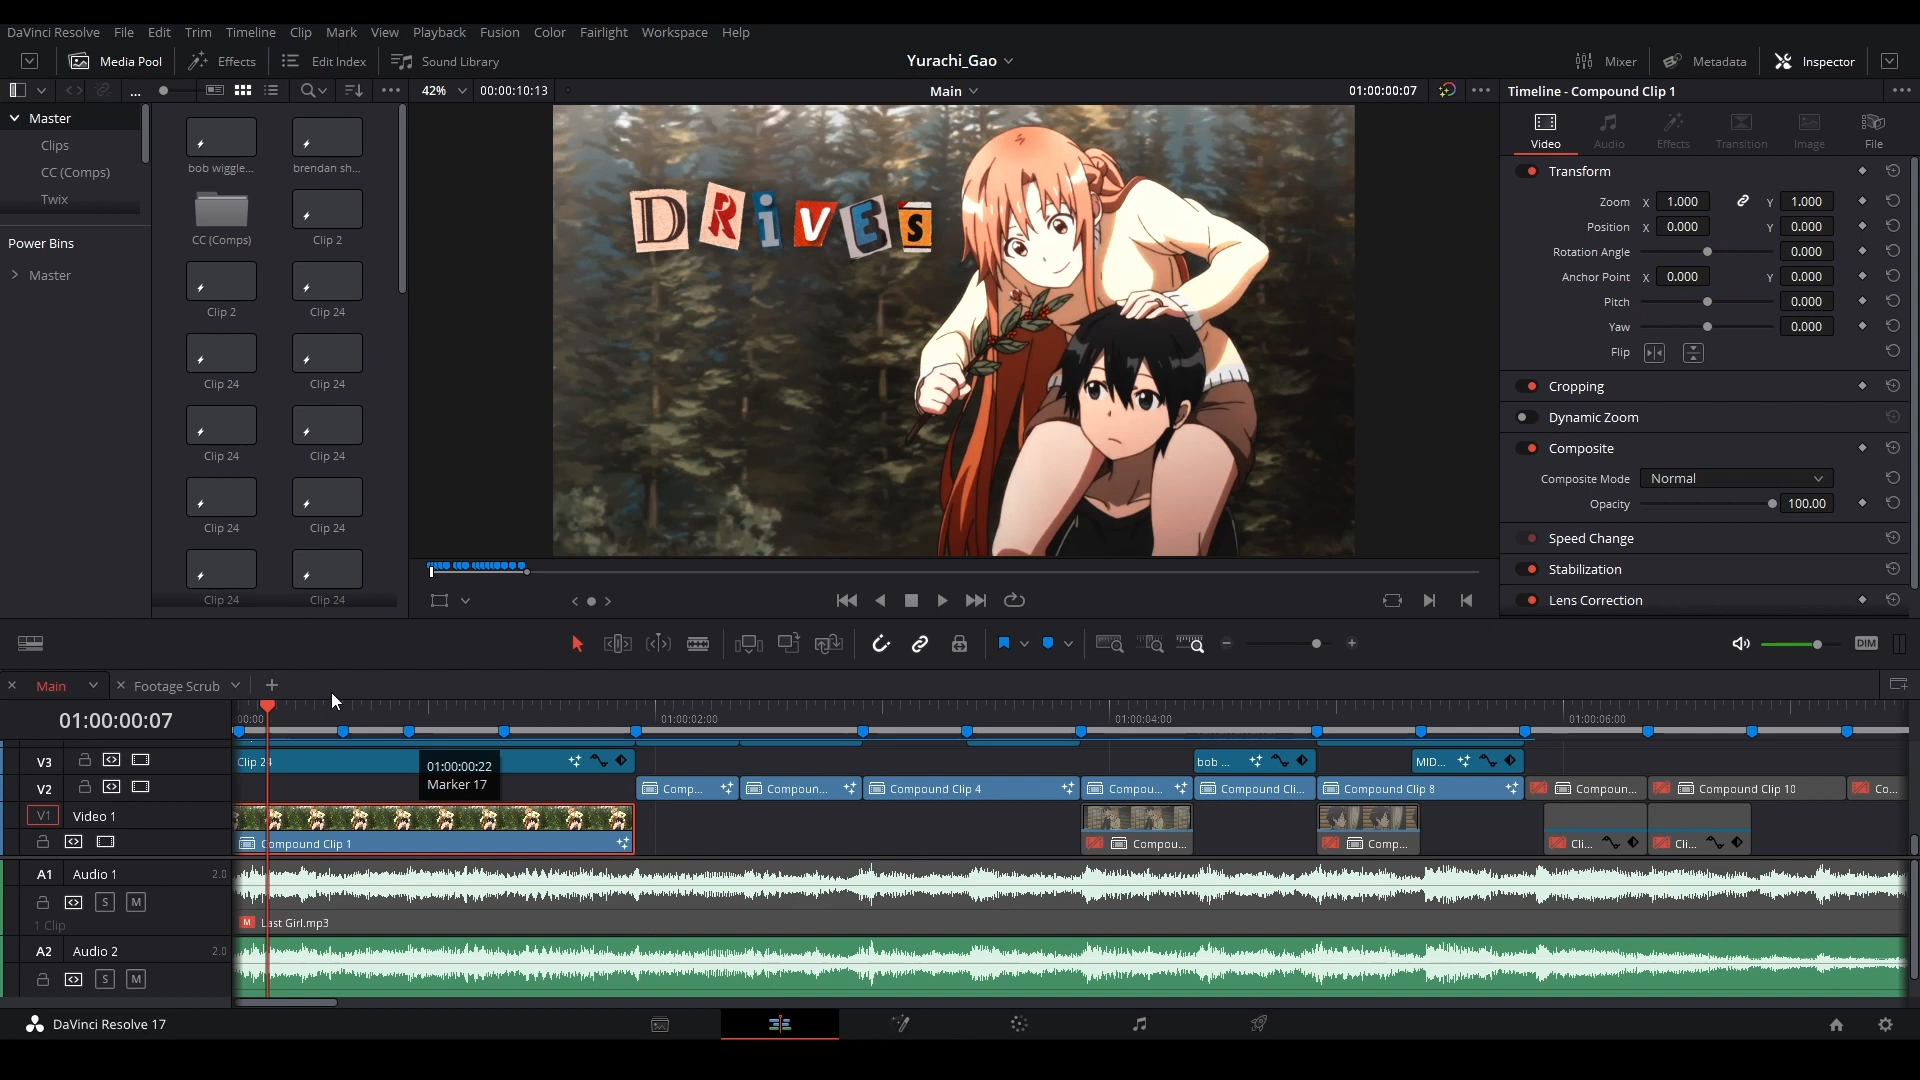 DaVinci Resolve File Edit Trim Timeline Clip Mark View Playback Fusion Color Fairlight Workspace Help
Media Pool Effects Edit Index Sound Library Yurachi_Gao Mixer Metadata Inspector
... 42% 00:00:10:13 Main 01:00:00:07 Timeline - Compound Clip 1
Master
Clips
CC (Comps)
Twix
Power Bins
Master
bob wiggle... brendan sh...
CC (Comps) Clip 2
Clip 2 Clip 24
Clip 24 Clip 24
Clip 24 Clip 24
Clip 24 Clip 24
Clip 24 Clip 24
DRiVES
Video Audio Effects Transition Image File
Transform
Zoom X 1.000 Y 1.000
Position X 0.000 Y 0.000
Rotation Angle 0.000
Anchor Point X 0.000 Y 0.000
Pitch 0.000
Yaw 0.000
Flip
Cropping
Dynamic Zoom
Composite
Composite Mode Normal
Opacity 100.00
Speed Change
Stabilization
Lens Correction
DIM
Main Footage Scrub
01:00:00:07 :00:00 01:00:02:00 01:00:04:00 01:00:06:00
V3 Clip 24 bob ... MID...
01:00:00:22
Marker 17
V2 Comp... Compoun... Compound Clip 4 Compou... Compound Cli... Compound Clip 8 Compoun... Compound Clip 10 Co...
V1 Video 1
Compound Clip 1 Compou... Comp... Cli... Cli...
A1 Audio 1 2.0
S M
1 Clip
M Last Girl.mp3
A2 Audio 2 2.0
S M
DaVinci Resolve 17